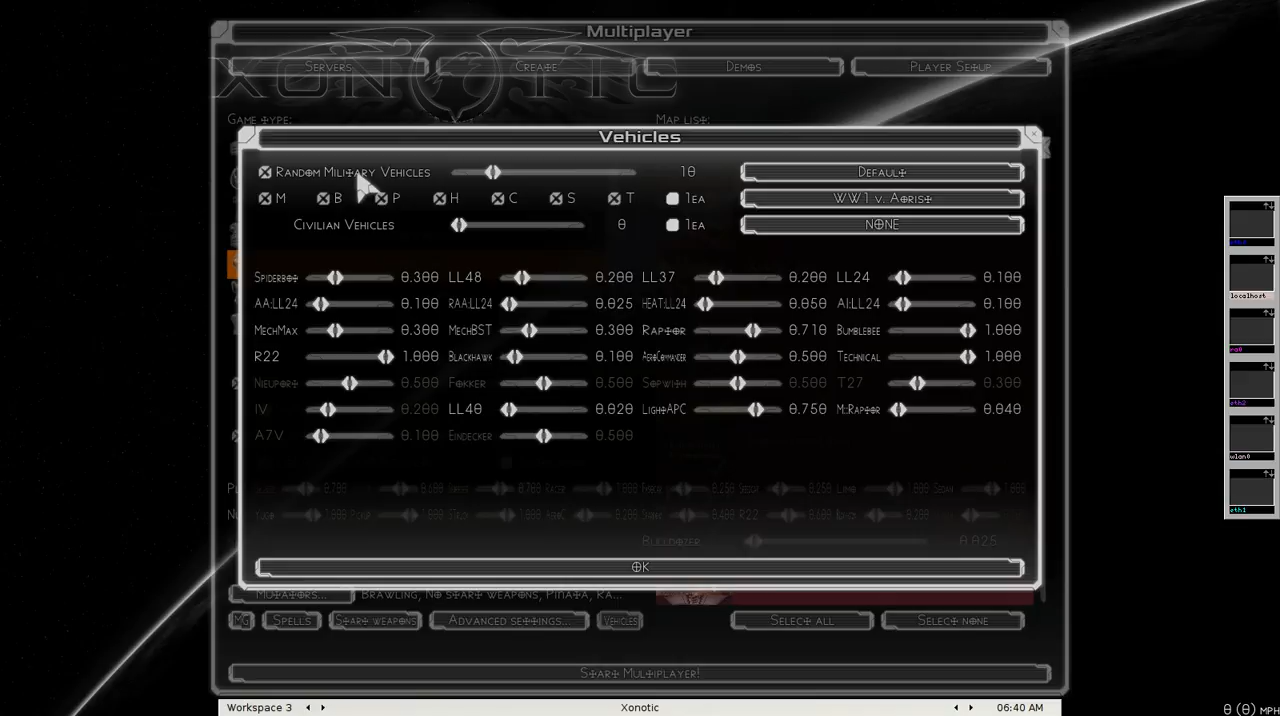 Multiplayer
Servers Create Demos Player Setup
XONOTIC
Game type: Map list:
Vehicles
Random Military Vehicles 10 Default
M B P H C S T 1ea WW1 v. Aorist
Civilian Vehicles 0 1ea NONE
Spiderbot 0.300 LL48 0.200 LL37 0.200 LL24 0.100
AA:LL24 0.100 RAA:LL24 0.025 HEAT:LL24 0.050 AI:LL24 0.100
MechMax 0.300 MechBST 0.300 Raptor 0.710 Bumblebee 1.000
R22 1.000 Blackhawk 0.100 AeroCommander 0.500 Technical 1.000
Nieuport 0.500 Fokker 0.500 Sopwith 0.500 T27 0.300
IV 0.200 LL40 0.020 LightAPC 0.750 M:Raptor 0.040
A7V 0.100 Eindecker 0.500
Bulldozer 0.025
OK
Mutators... Brawling, No start weapons, Pinata, Ka...
MG Spells Start weapons... Advanced settings... Vehicles Select all Select none
Start Multiplayer!
localhost
wlan0
eth2
eth1
Workspace 3 Xonotic 06:40 AM
0 (0) MPH